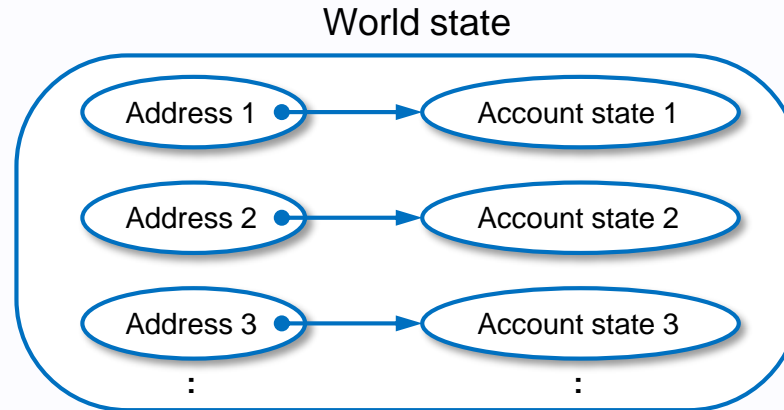 World state
Address 1 Account state 1
Address 2 Account state 2
Address 3 Account state 3
: :